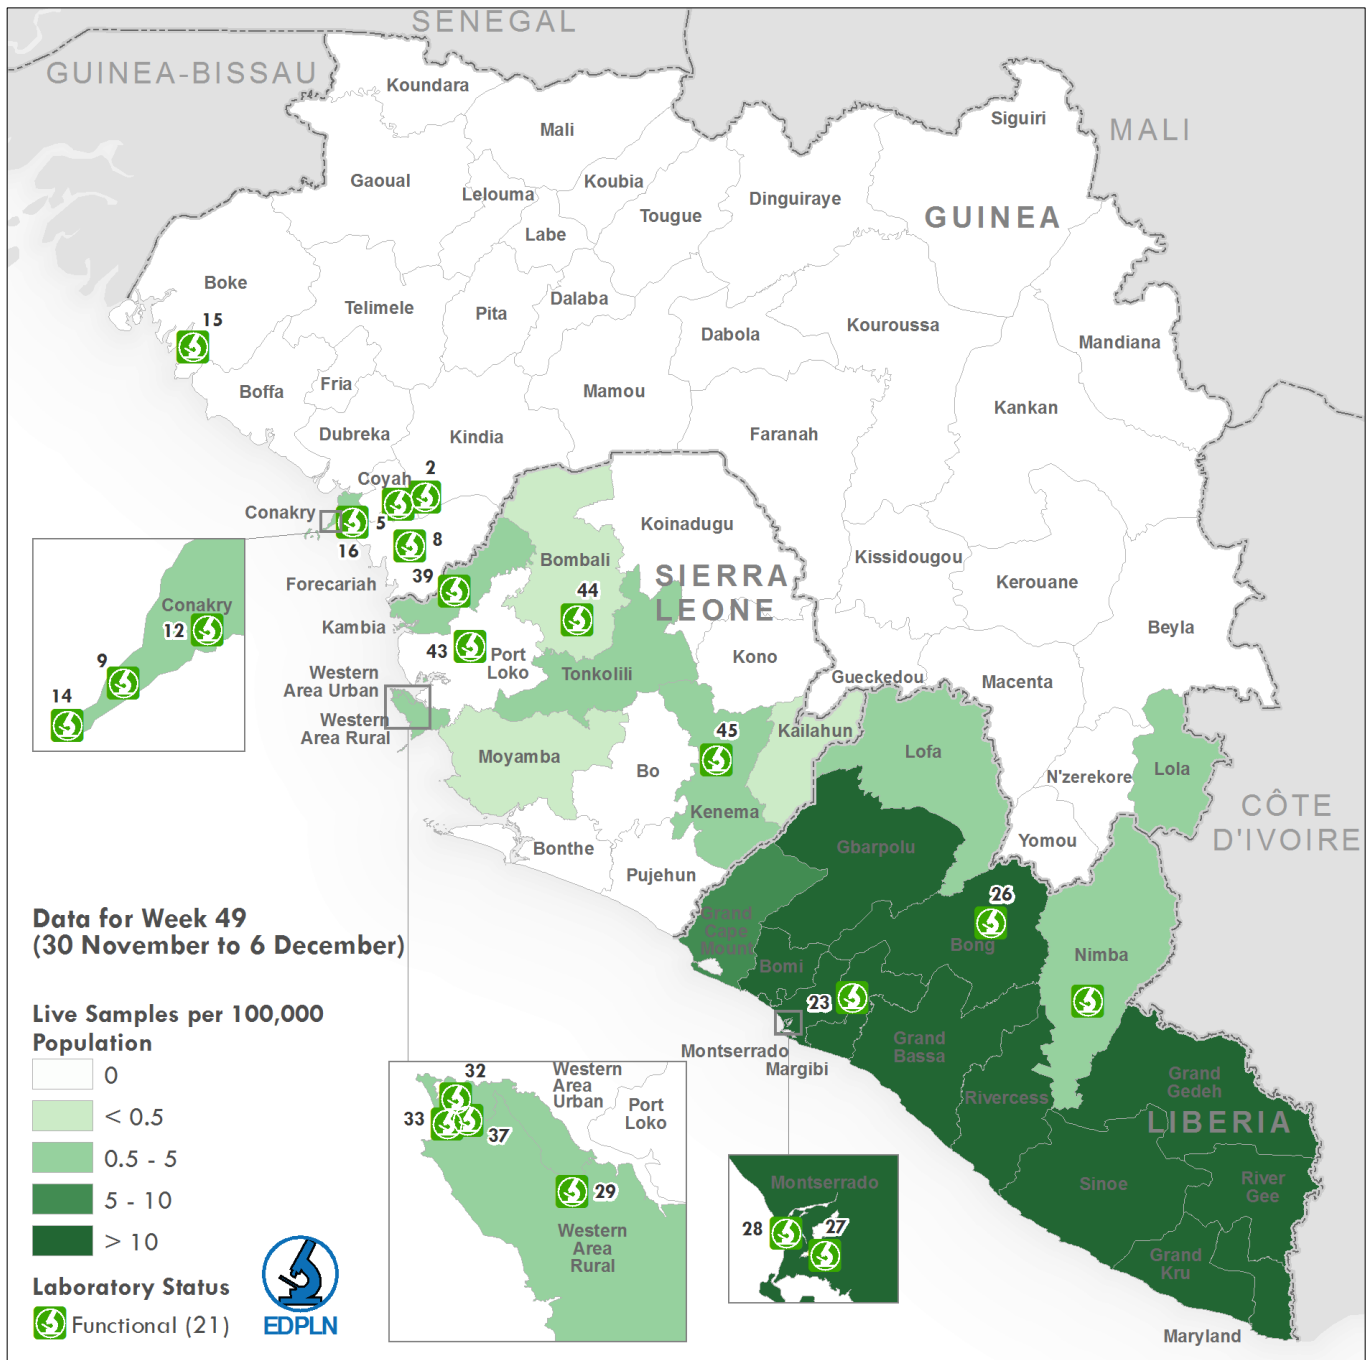 SENEGAL
GUINEA-BISSAU
Koundara
Siguiri
MALI
Mali
Gaoual
Koubia
Lelouma
Dinguiraye
Tougue
GUINEA
Labe
Boke
Dalaba
Telimele
Pita
15
Kouroussa
Dabola
Mandiana
Fria
Boffa
Mamou
Kankan
Dubreka
Kindia
Faranah
2
Coyah
Conakry
5
Koinadugu
16
8
Bombali
Kissidougou
39
SIERRA
LEONE
Forecariah
Kerouane
44
Conakry
12
Kambia
Beyla
43
Port
Loko
Kono
9
Western
Area Urban
Tonkolili
Gueckedou
Macenta
14
Western
Area Rural
45
Kailahun
Lofa
Moyamba
Bo
N'zerekore
Lola
CÔTE
D'IVOIRE
Kenema
Yomou
Bonthe
Gbarpolu
Pujehun
26
Data for Week 49
(30 November to 6 December)
Grand
Cape
Mount
Bong
Nimba
Bomi
23
Live Samples per 100,000
Population
Grand
Bassa
Montserrado
Margibi
0
< 0.5
0.5 - 5
5 - 10
> 10
32
Western
Area
Urban
Port
Loko
33
37
29
Western
Area
Rural
Rivercess
Grand
Gedeh
LIBERIA
Sinoe
River
Gee
Montserrado
28
27
Grand
Kru
Maryland
Laboratory Status
Functional (21)
EDPLN